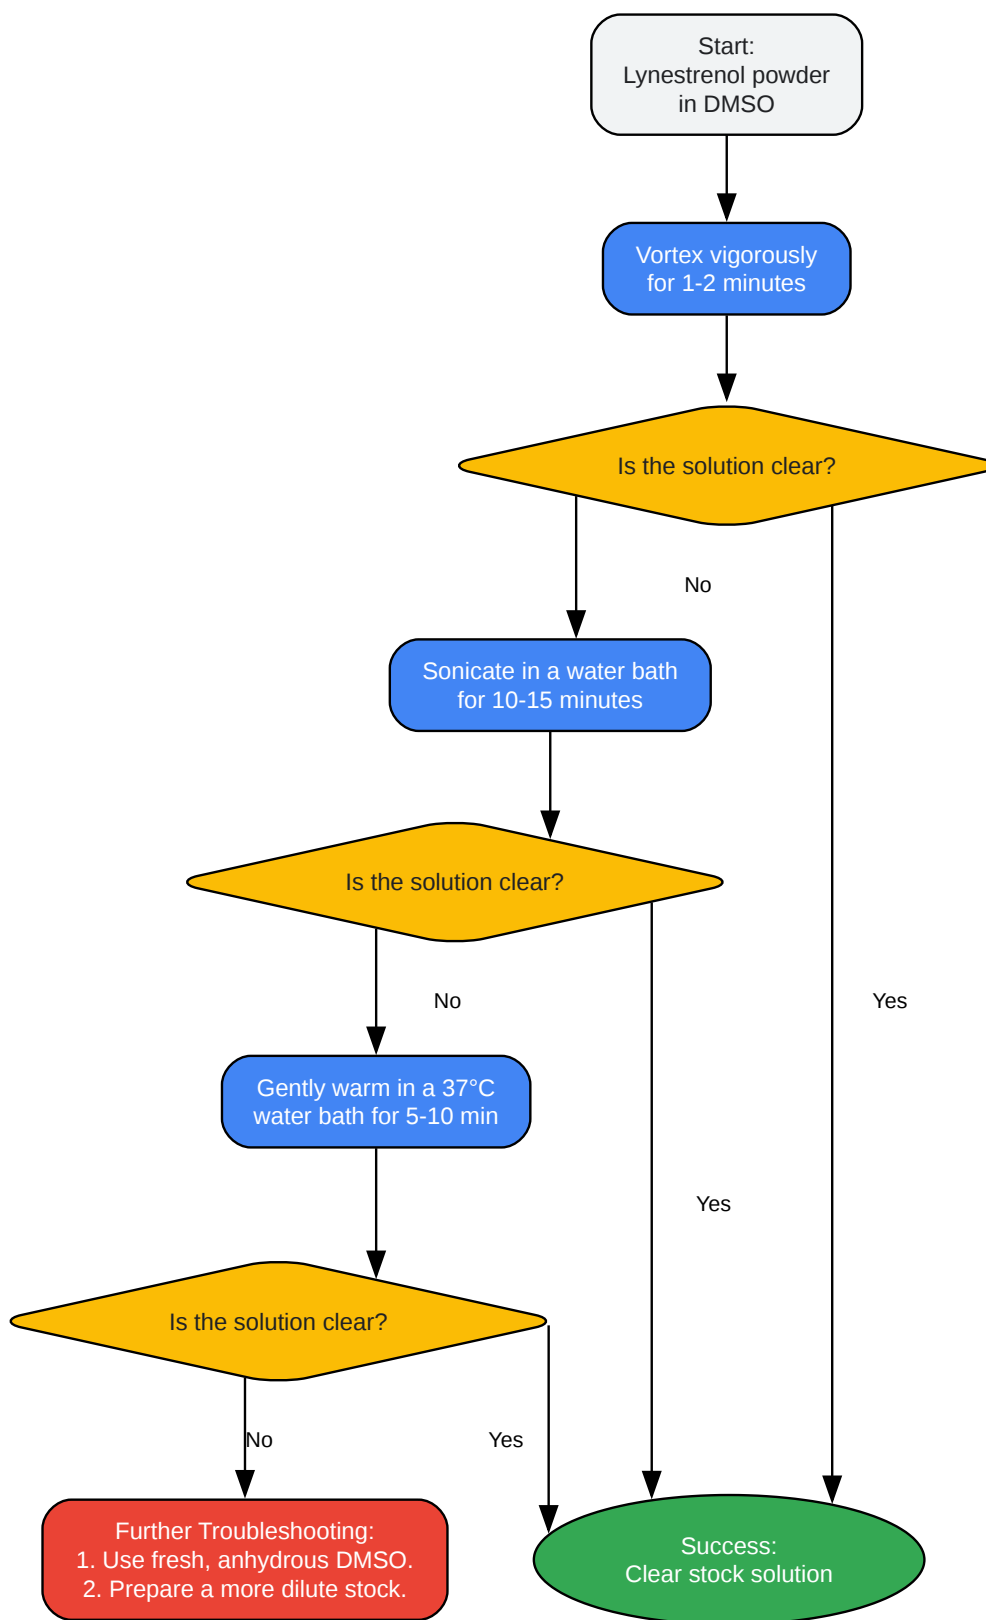 Start:
Lynestrenol powder
in DMSO
Vortex vigorously
for 1-2 minutes
Is the solution clear?
No
Sonicate in a water bath
for 10-15 minutes
Is the solution clear?
No
Yes
Gently warm in a 37°C
water bath for 5-10 min
Yes
Is the solution clear?
No
Yes
Further Troubleshooting:
1. Use fresh, anhydrous DMSO.
2. Prepare a more dilute stock.
Success:
Clear stock solution